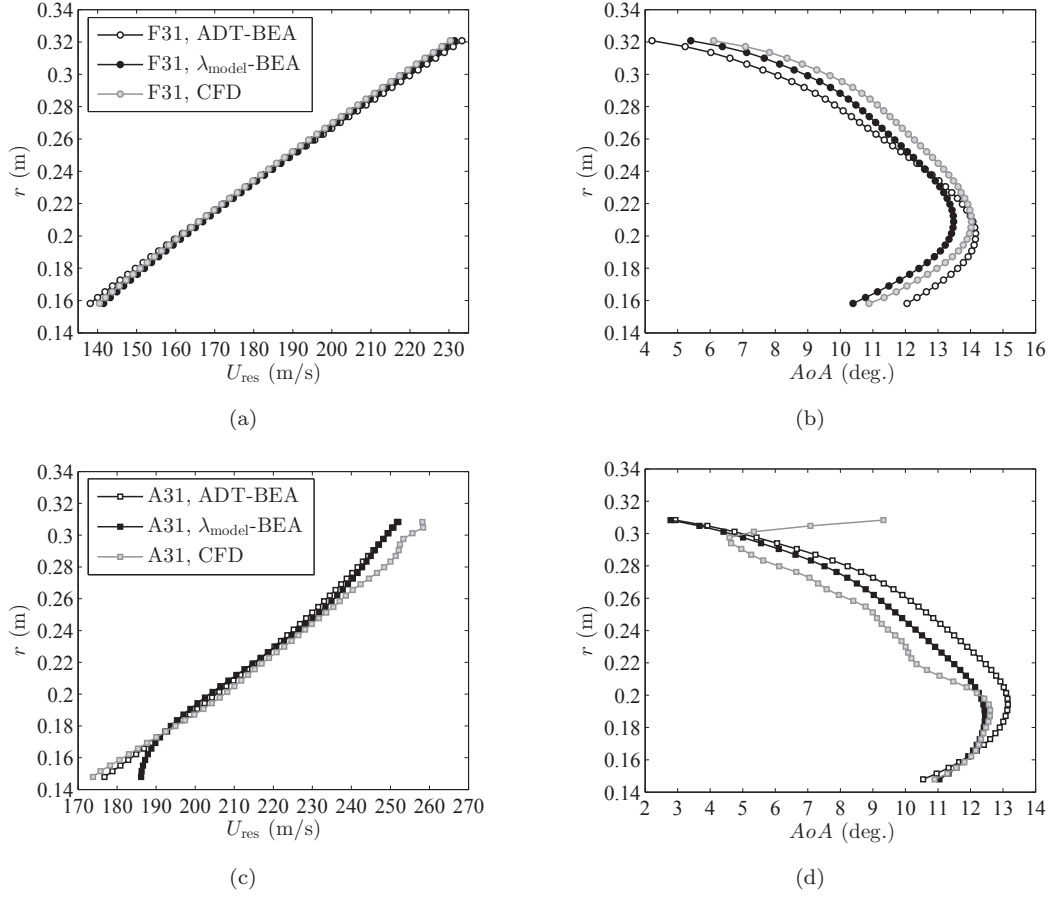 0.34
0.32
0.3
0.28
0.26
0.24
0.22
0.2
0.18
0.16
0.14
r (m)
F31, ADT-BEA
F31, λmodel-BEA
F31, CFD
140 150 160 170 180 190 200 210 220 230
Ures (m/s)
(a)
0.34
0.32
0.3
0.28
0.26
0.24
0.22
0.2
0.18
0.16
0.14
r (m)
4 5 6 7 8 9 10 11 12 13 14 15 16
AoA (deg.)
(b)
0.34
0.32
0.3
0.28
0.26
0.24
0.22
0.2
0.18
0.16
0.14
r (m)
A31, ADT-BEA
A31, λmodel-BEA
A31, CFD
170 180 190 200 210 220 230 240 250 260 270
Ures (m/s)
(c)
0.34
0.32
0.3
0.28
0.26
0.24
0.22
0.2
0.18
0.16
0.14
r (m)
2 3 4 5 6 7 8 9 10 11 12 13 14
AoA (deg.)
(d)